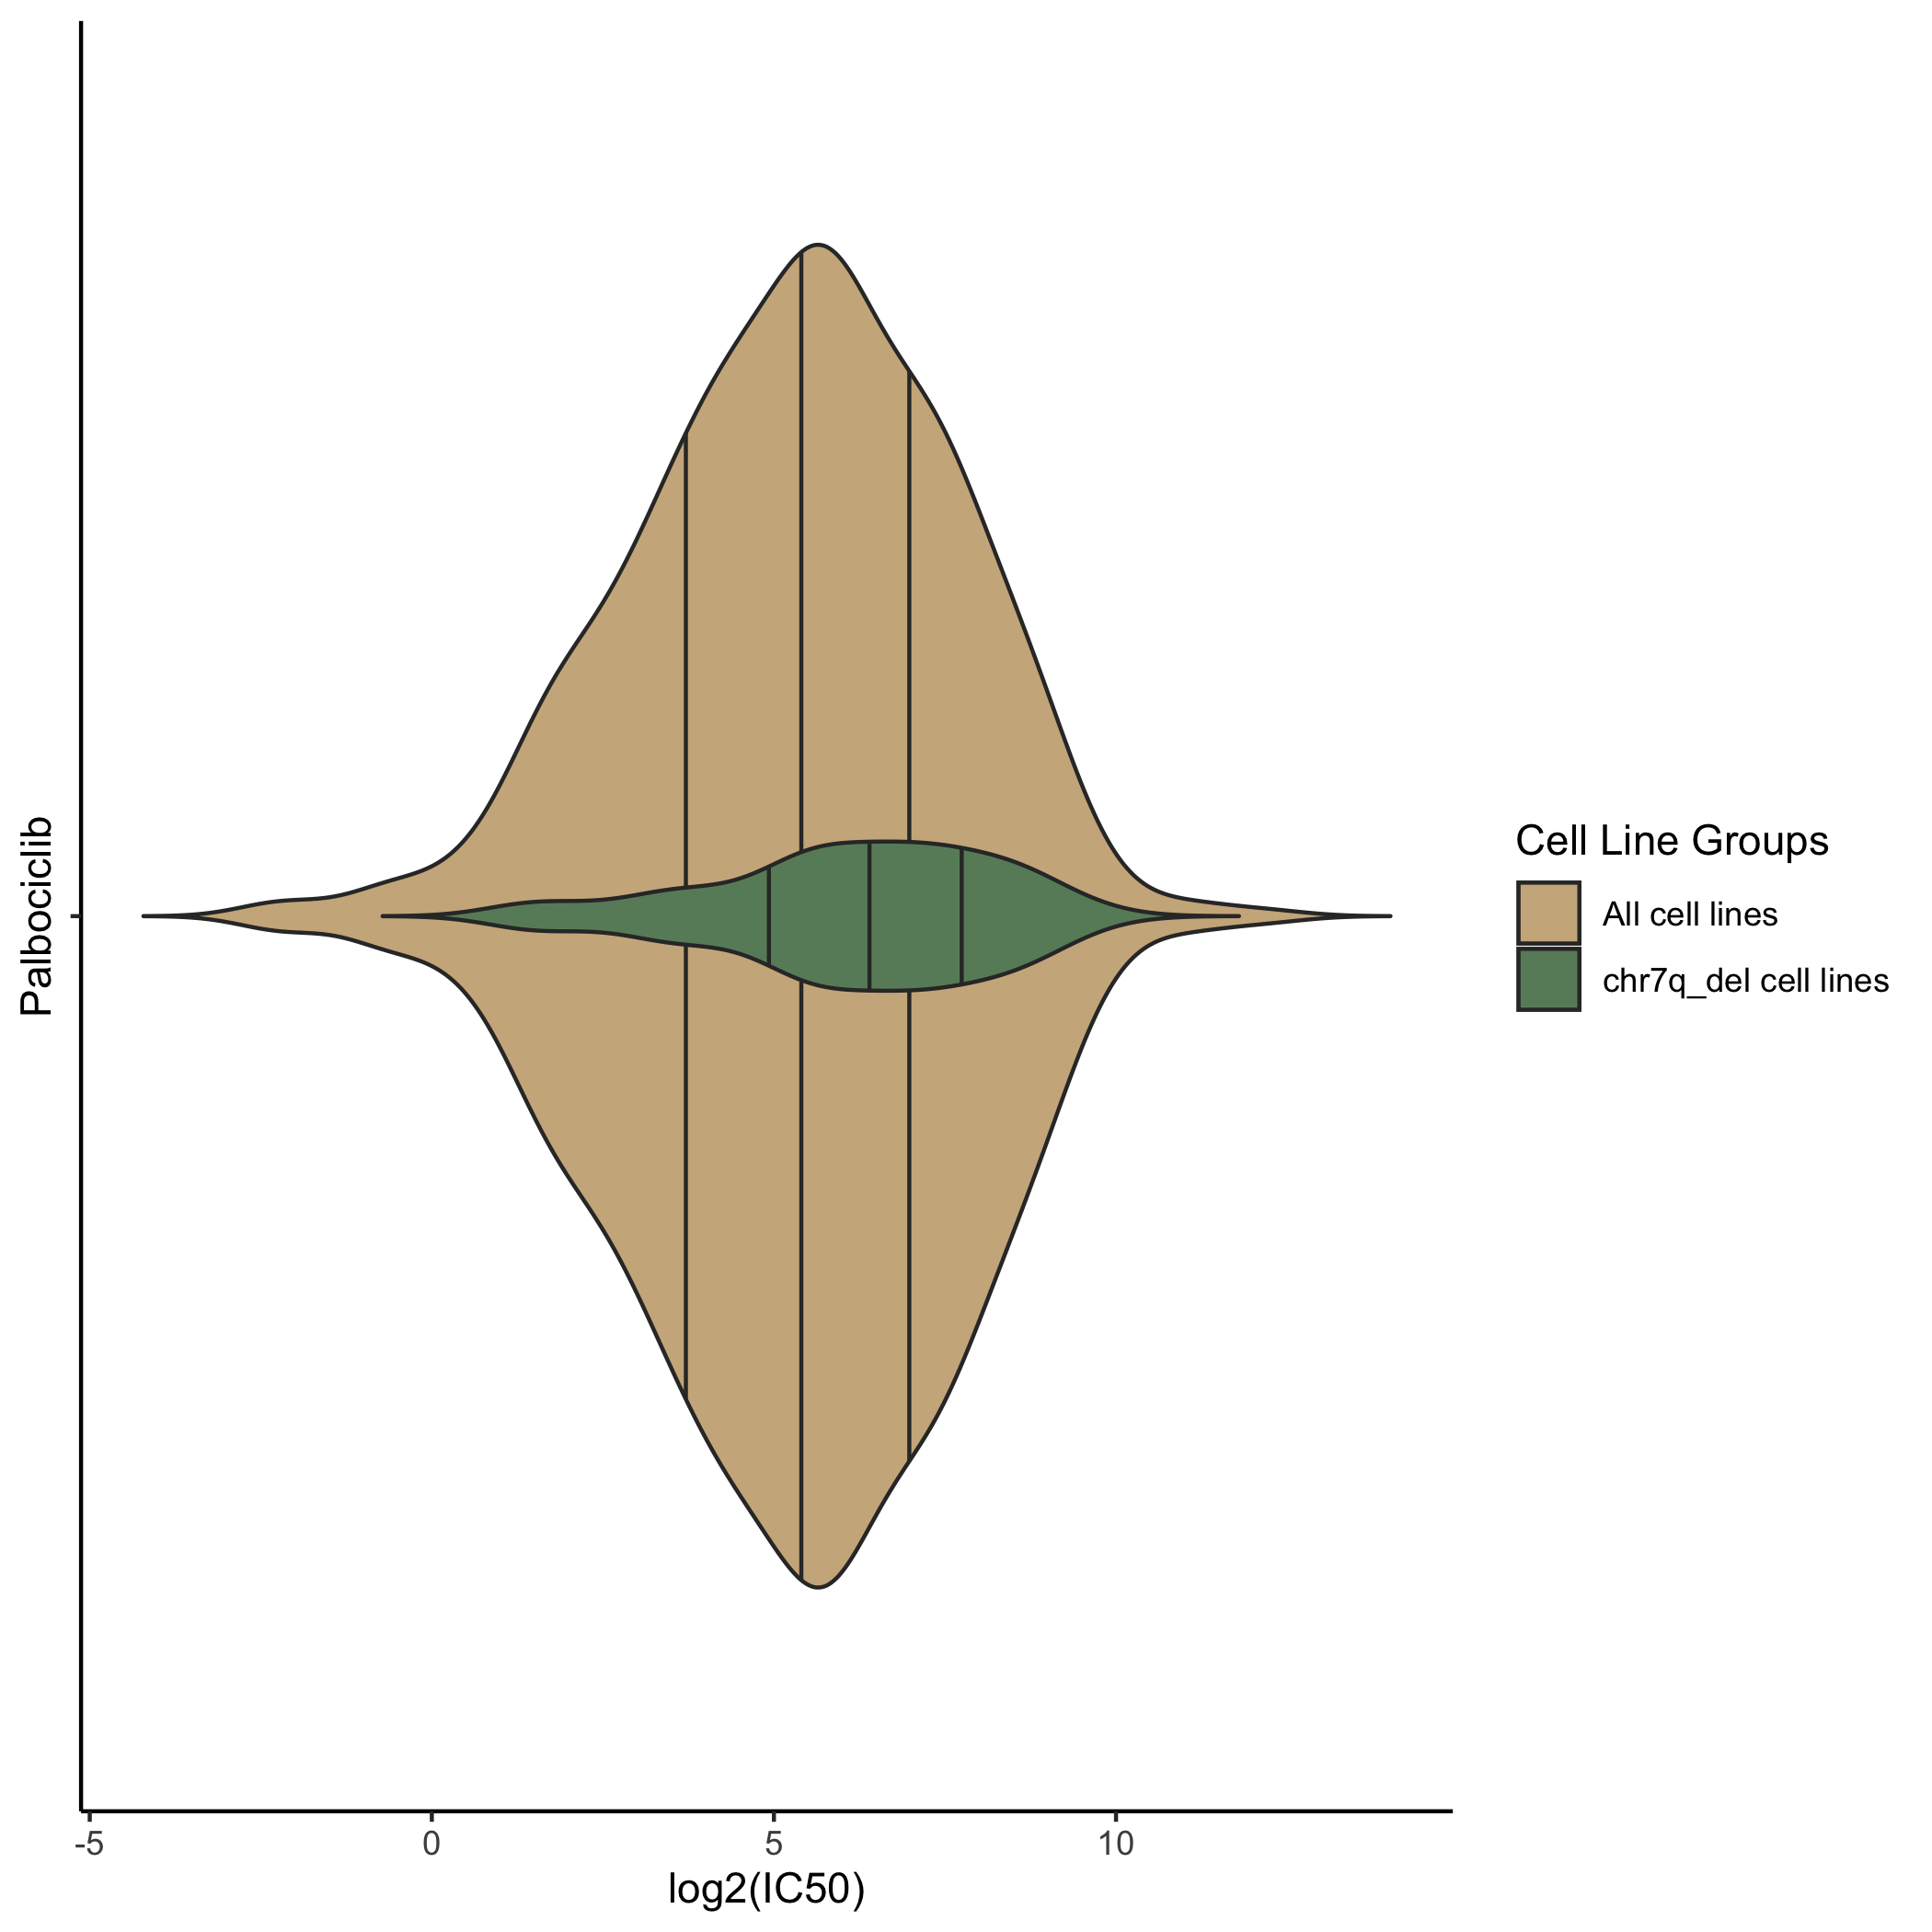 Palbociclib
-5
0
5
10
log2(IC50)
Cell Line Groups
All cell lines
chr7q_del cell lines